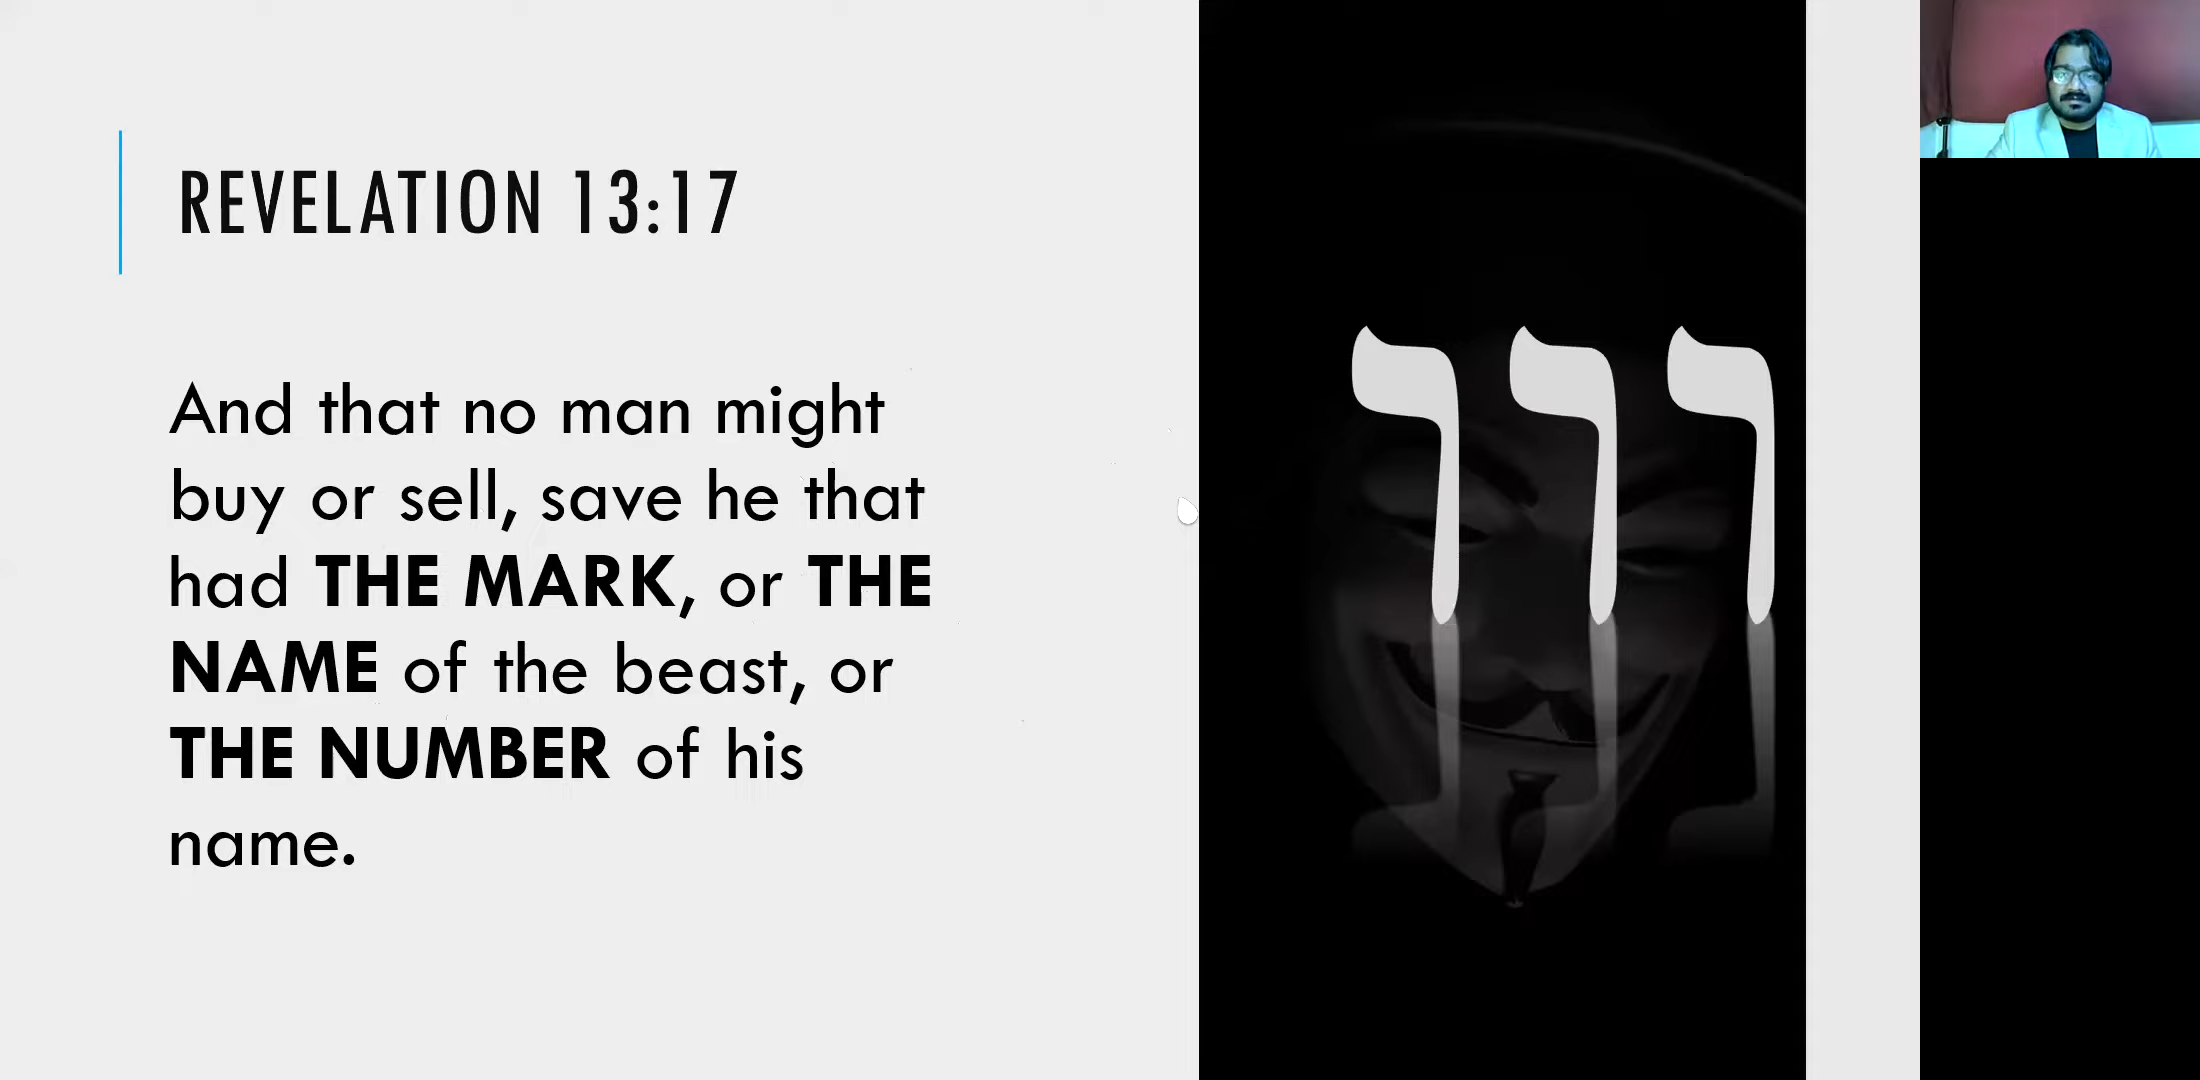 REVELATION 13:17
And that no man might
buy or sell, save he that
had THE MARK, or THE
NAME of the beast, or
THE NUMBER of his
name.
ווו